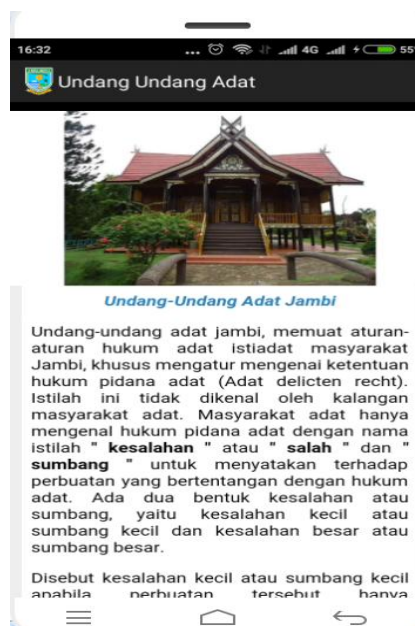 16:32 ... 4G 55
Undang Undang Adat
Undang-Undang Adat Jambi
Undang-undang adat jambi, memuat aturan-
aturan hukum adat istiadat masyarakat
Jambi, khusus mengatur mengenai ketentuan
hukum pidana adat (Adat delicten recht).
Istilah ini tidak dikenal oleh kalangan
masyarakat adat. Masyarakat adat hanya
mengenal hukum pidana adat dengan nama
istilah " kesalahan " atau " salah " dan "
sumbang " untuk menyatakan terhadap
perbuatan yang bertentangan dengan hukum
adat. Ada dua bentuk kesalahan atau
sumbang, yaitu kesalahan kecil atau
sumbang kecil dan kesalahan besar atau
sumbang besar.
Disebut kesalahan kecil atau sumbang kecil
apabila perbuatan tersebut hanya